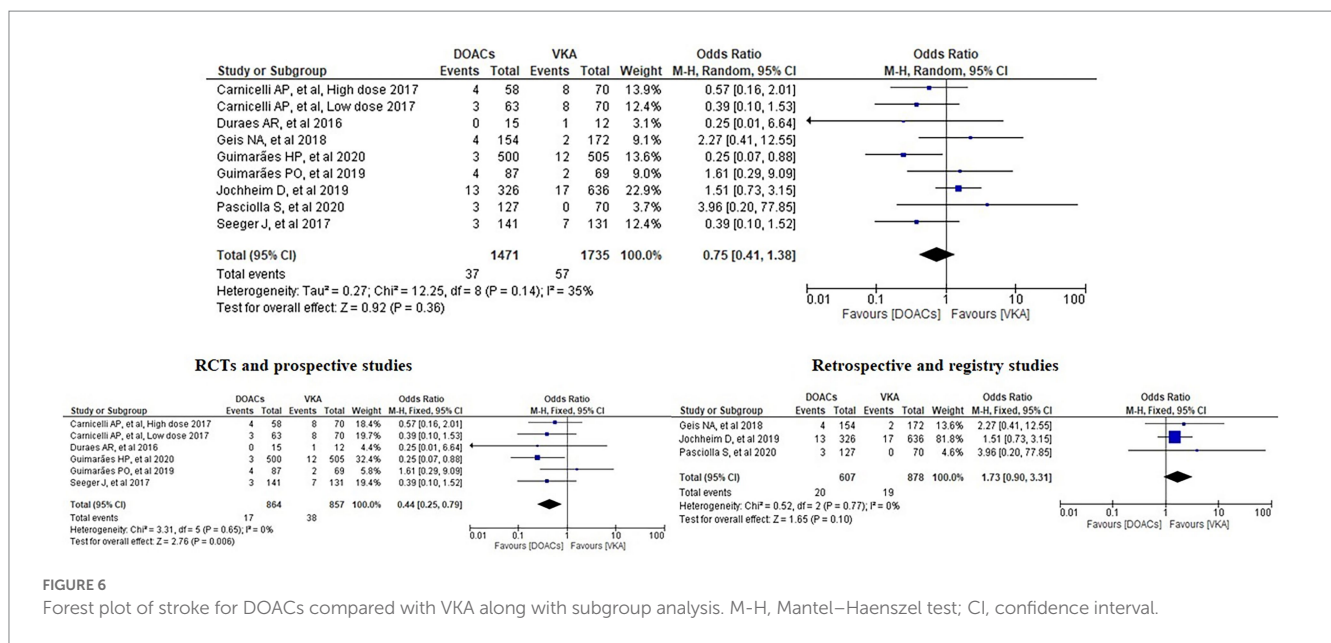 DOACs VKA Odds Ratio Odds Ratio
Study or Subgroup Events Total Events Total Weight M-H, Random, 95% CI M-H, Random, 95% CI
Carnicelli AP, et al, High dose 2017 4 58 8 70 13.9% 0.57 [0.16, 2.01]
Carnicelli AP, et al, Low dose 2017 3 63 8 70 12.4% 0.39 [0.10, 1.53]
Duraes AR, et al 2016 0 15 1 12 3.1% 0.25 [0.01, 6.64]
Geis NA, et al 2018 4 154 2 172 9.1% 2.27 [0.41, 12.55]
Guimarães HP, et al 2020 3 500 12 505 13.6% 0.25 [0.07, 0.88]
Guimarães PO, et al 2019 4 87 2 69 9.0% 1.61 [0.29, 9.09]
Jochheim D, et al 2019 13 326 17 636 22.9% 1.51 [0.73, 3.15]
Pasciolla S, et al 2020 3 127 0 70 3.7% 3.96 [0.20, 77.85]
Seeger J, et al 2017 3 141 7 131 12.4% 0.39 [0.10, 1.52]
Total (95% CI) 1471 1735 100.0% 0.75 [0.41, 1.38]
Total events 37 57
Heterogeneity: Tau² = 0.27; Chi² = 12.25, df = 8 (P = 0.14); I² = 35%
Test for overall effect: Z = 0.92 (P = 0.36)
0.01 0.1 1 10 100
Favours [DOACs] Favours [VKA]
RCTs and prospective studies
DOACs VKA Odds Ratio Odds Ratio
Study or Subgroup Events Total Events Total Weight M-H, Fixed, 95% CI M-H, Fixed, 95% CI
Carnicelli AP, et al, High dose 2017 4 58 8 70 18.4% 0.57 [0.16, 2.01]
Carnicelli AP, et al, Low dose 2017 3 63 8 70 19.7% 0.39 [0.10, 1.53]
Duraes AR, et al 2016 0 15 1 12 4.4% 0.25 [0.01, 6.64]
Guimarães HP, et al 2020 3 500 12 505 32.4% 0.25 [0.07, 0.88]
Guimarães PO, et al 2019 4 87 2 69 5.8% 1.61 [0.29, 9.09]
Seeger J, et al 2017 3 141 7 131 19.4% 0.39 [0.10, 1.52]
Total (95% CI) 864 857 100.0% 0.44 [0.25, 0.79]
Total events 17 38
Heterogeneity: Chi² = 3.31, df = 5 (P = 0.65); I² = 0%
Test for overall effect: Z = 2.76 (P = 0.006)
0.01 0.1 1 10 100
Favours [DOACs] Favours [VKA]
Retrospective and registry studies
DOACs VKA Odds Ratio Odds Ratio
Study or Subgroup Events Total Events Total Weight M-H, Fixed, 95% CI M-H, Fixed, 95% CI
Geis NA, et al 2018 4 154 2 172 13.6% 2.27 [0.41, 12.55]
Jochheim D, et al 2019 13 326 17 636 81.8% 1.51 [0.73, 3.15]
Pasciolla S, et al 2020 3 127 0 70 4.6% 3.96 [0.20, 77.85]
Total (95% CI) 607 878 100.0% 1.73 [0.90, 3.31]
Total events 20 19
Heterogeneity: Chi² = 0.52, df = 2 (P = 0.77); I² = 0%
Test for overall effect: Z = 1.65 (P = 0.10)
0.01 0.1 1 10 100
Favours [DOACs] Favours [VKA]
FIGURE 6
Forest plot of stroke for DOACs compared with VKA along with subgroup analysis. M-H, Mantel–Haenszel test; CI, confidence interval.